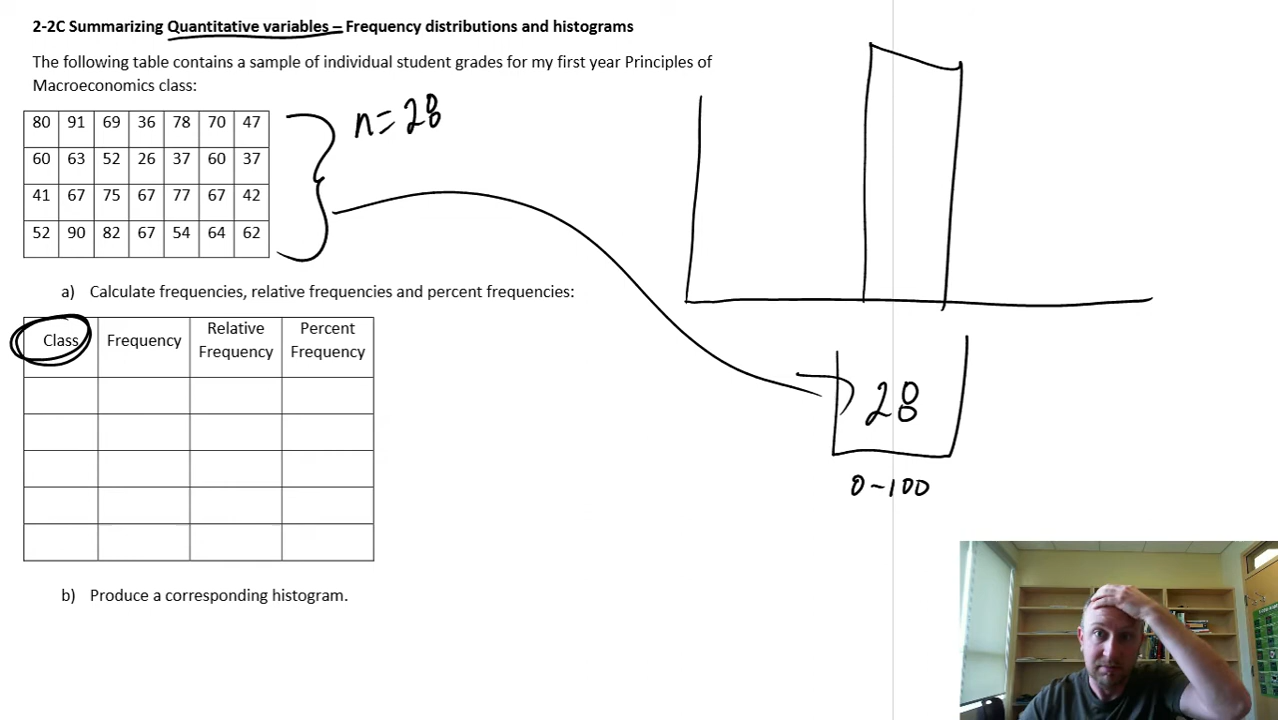 2-2C Summarizing Quantitative variables – Frequency distributions and histograms
The following table contains a sample of individual student grades for my first year Principles of
Macroeconomics class:
80 91 69 36 78 70 47
60 63 52 26 37 60 37
41 67 75 67 77 67 42
52 90 82 67 54 64 62
n=28
a) Calculate frequencies, relative frequencies and percent frequencies:
Class Frequency Relative Frequency Percent Frequency
28
0-100
b) Produce a corresponding histogram.